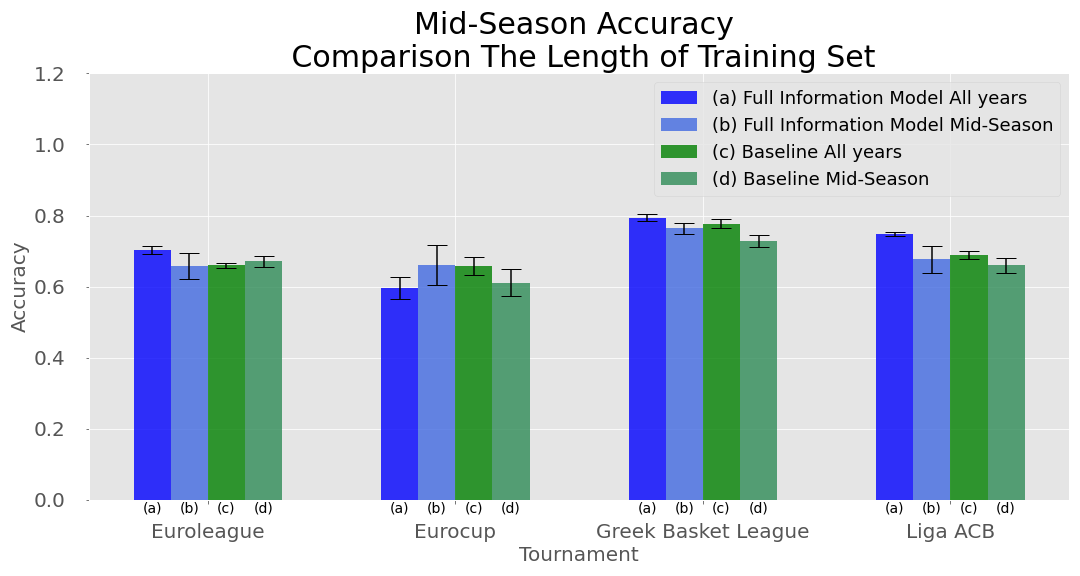 Mid-Season Accuracy
Comparison The Length of Training Set
1.2
1.0
0.8
0.6
0.4
0.2
0.0
Accuracy
(a) Full Information Model All years
(b) Full Information Model Mid-Season
(c) Baseline All years
(d) Baseline Mid-Season
(a) (b) (c) (d) (a) (b) (c) (d) (a) (b) (c) (d) (a) (b) (c) (d)
Euroleague Eurocup Greek Basket League Liga ACB
Tournament